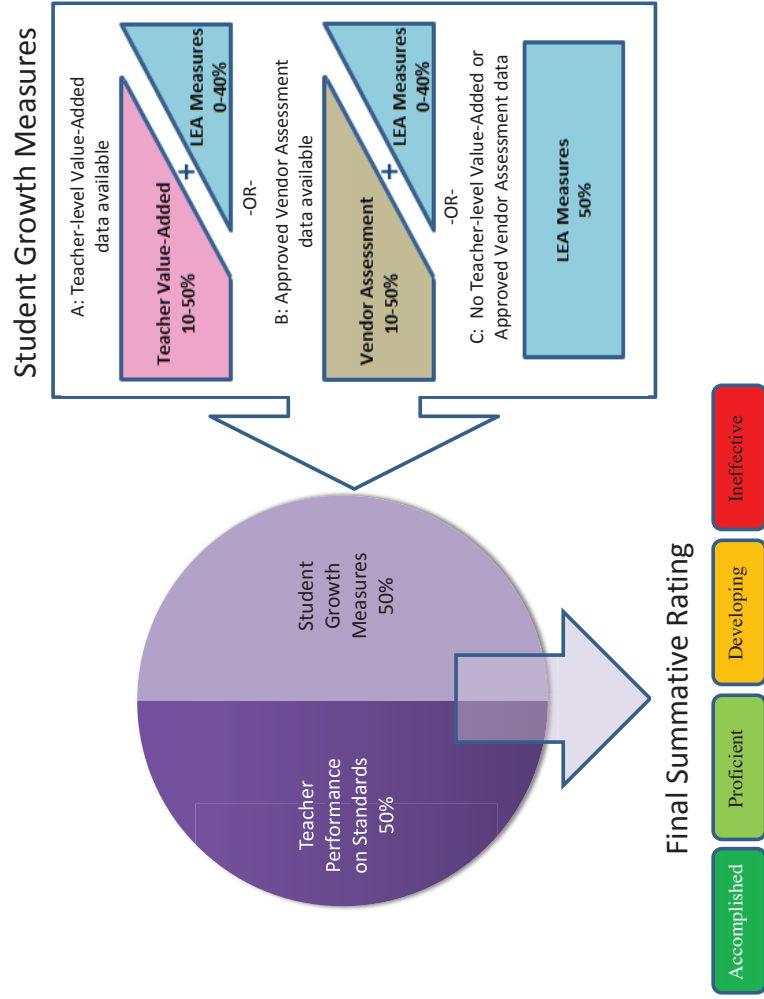 Student Growth Measures
A: Teacher-level Value-Added
data available
Teacher Value-Added
10-50%
+
LEA Measures
0-40%
-OR-
B: Approved Vendor Assessment
data available
Vendor Assessment
10-50%
+
LEA Measures
0-40%
-OR-
C: No Teacher-level Value-Added or
Approved Vendor Assessment data
LEA Measures
50%
Teacher
Performance
on Standards
50%
Student
Growth
Measures
50%
Final Summative Rating
Accomplished
Proficient
Developing
Ineffective